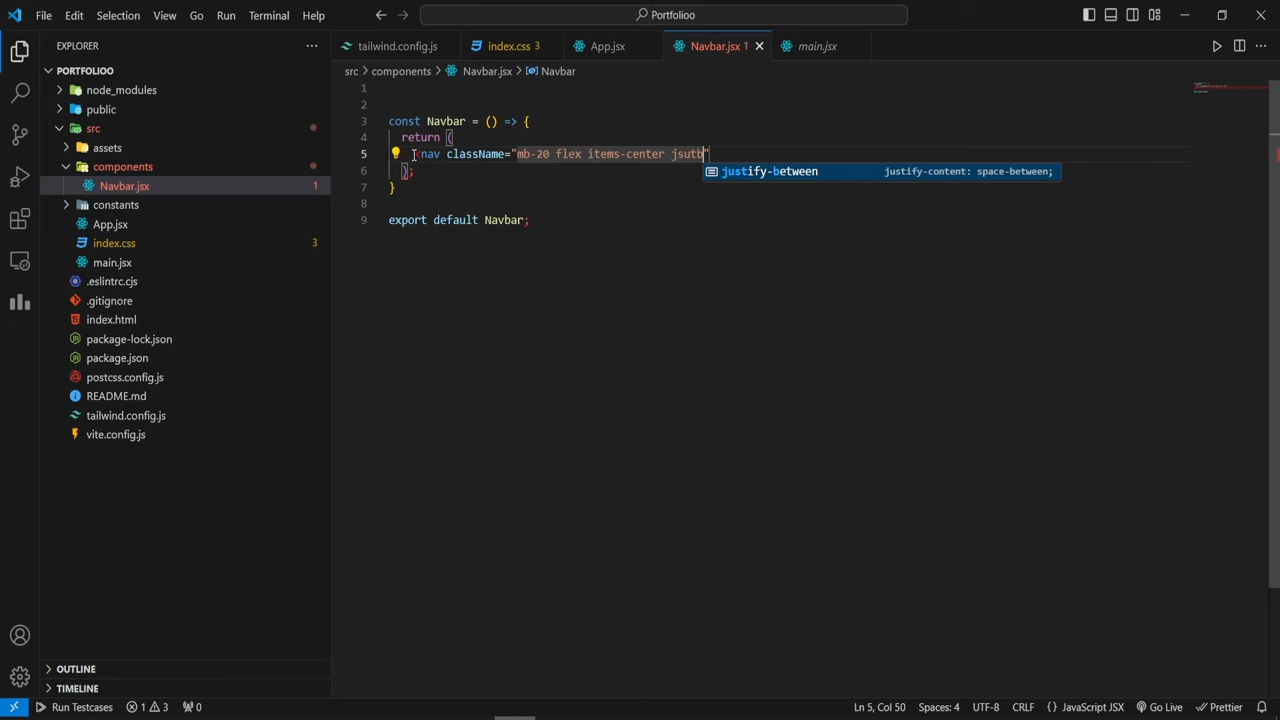 File Edit Selection View Go Run Terminal Help
Portfolioo
EXPLORER
PORTFOLIOO
node_modules
public
src
assets
components
Navbar.jsx 1
constants
App.jsx
index.css 3
main.jsx
.eslintrc.cjs
.gitignore
index.html
package-lock.json
package.json
postcss.config.js
README.md
tailwind.config.js
vite.config.js
OUTLINE
TIMELINE
tailwind.config.js index.css 3 App.jsx Navbar.jsx 1 main.jsx
src > components > Navbar.jsx > Navbar
1
2
3 const Navbar = () => {
4 return (
5 <nav className="mb-20 flex items-center jsutb"
justify-between justify-content: space-between;
6 );
7 }
8
9 export default Navbar;
Run Testcases 1 3 0 Ln 5, Col 50 Spaces: 4 UTF-8 CRLF { } JavaScript JSX Go Live Prettier